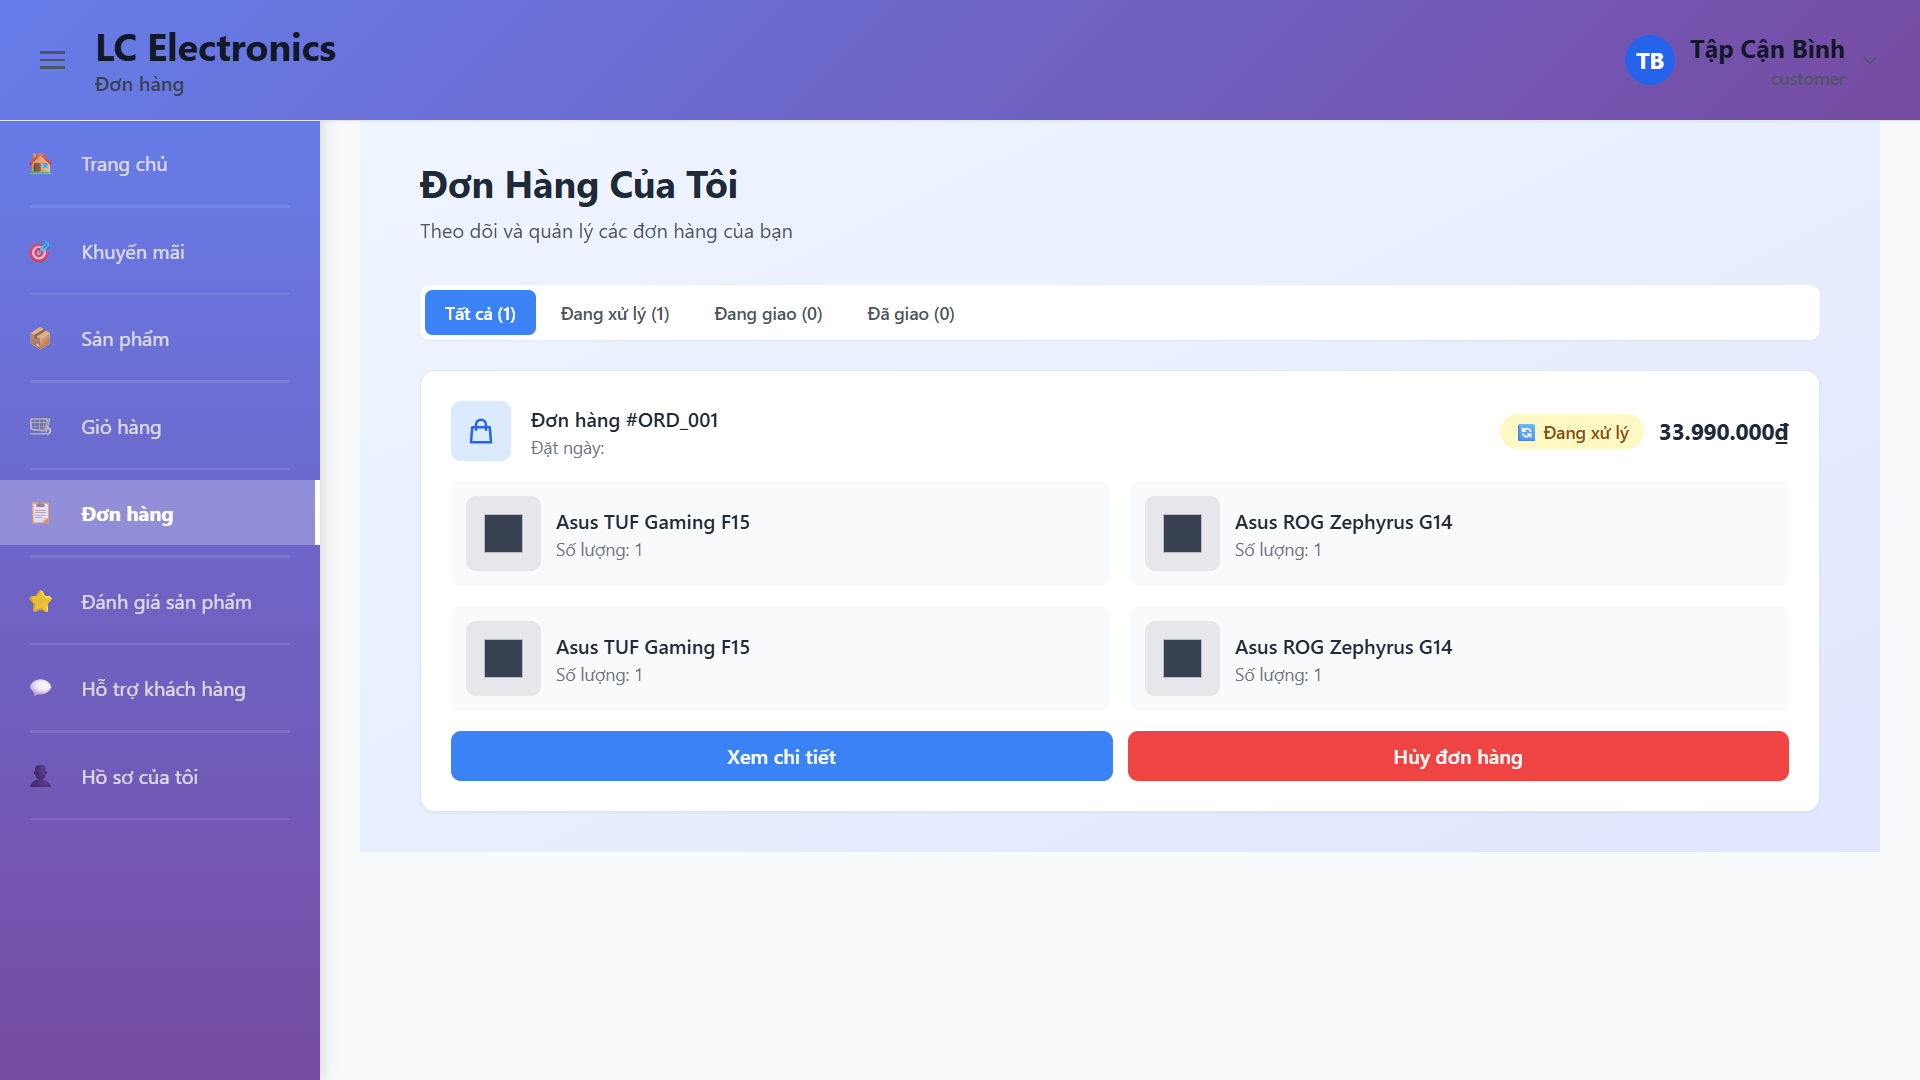 LC Electronics
Đơn hàng
TB
Tập Cận Bình
customer
Trang chủ
Khuyến mãi
Sản phẩm
Giỏ hàng
Đơn hàng
Đánh giá sản phẩm
Hỗ trợ khách hàng
Hồ sơ của tôi
Đơn Hàng Của Tôi
Theo dõi và quản lý các đơn hàng của bạn
Tất cả (1)
Đang xử lý (1)
Đang giao (0)
Đã giao (0)
Đơn hàng #ORD_001
Đặt ngày:
Đang xử lý
33.990.000₫
Asus TUF Gaming F15
Số lượng: 1
Asus ROG Zephyrus G14
Số lượng: 1
Asus TUF Gaming F15
Số lượng: 1
Asus ROG Zephyrus G14
Số lượng: 1
Xem chi tiết
Hủy đơn hàng